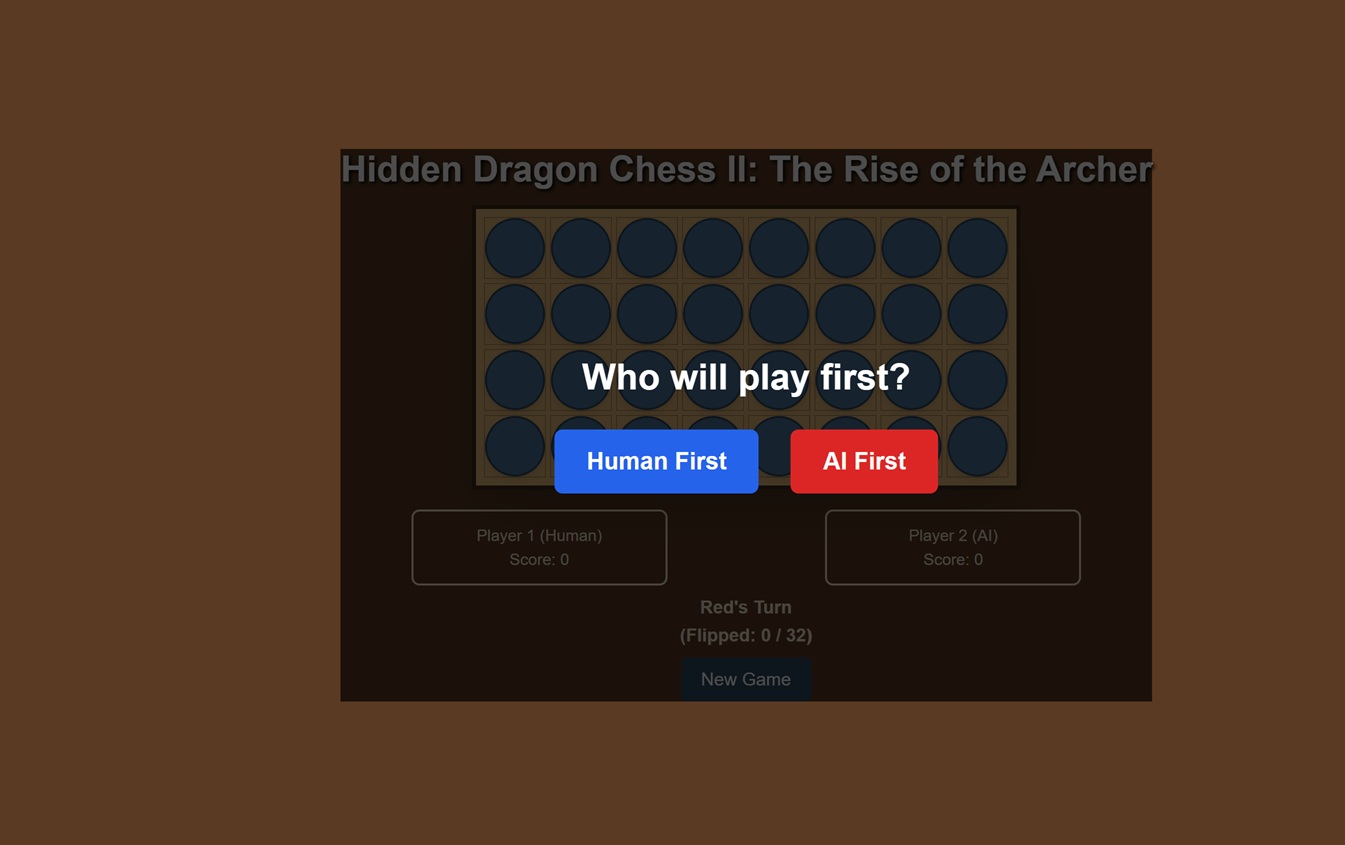 Hidden Dragon Chess II: The Rise of the Archer
Who will play first?
Human First
AI First
Player 1 (Human)
Score: 0
Player 2 (AI)
Score: 0
Red's Turn
(Flipped: 0 / 32)
New Game